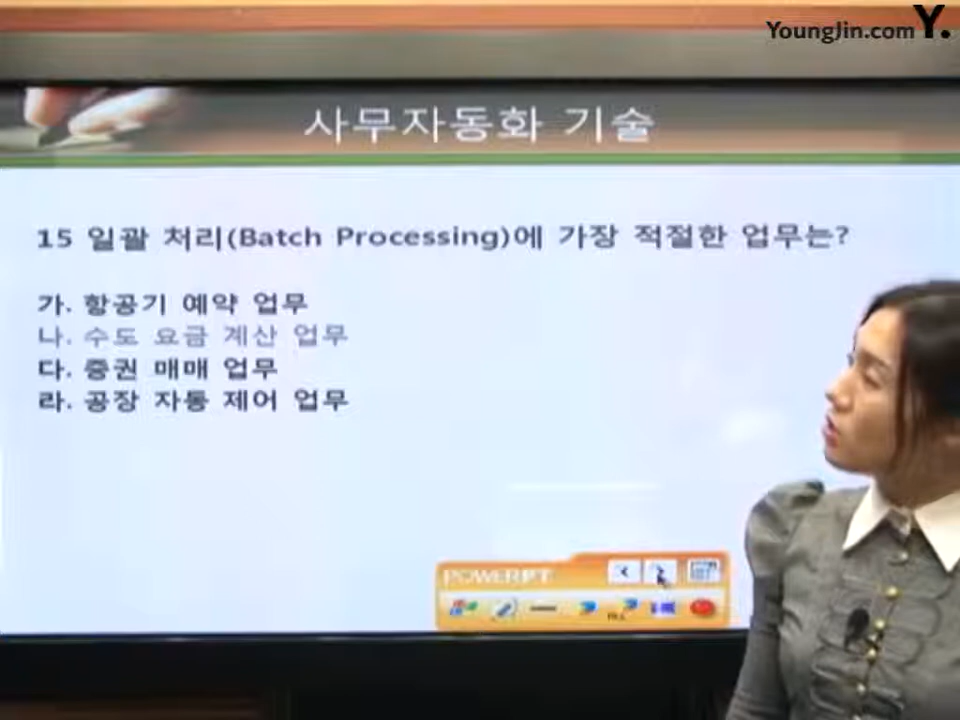 YoungJin.com Y.
사무자동화 기술
15 일괄 처리(Batch Processing)에 가장 적절한 업무는?
가. 항공기 예약 업무
나. 수도 요금 계산 업무
다. 증권 매매 업무
라. 공장 자동 제어 업무
POWERPT